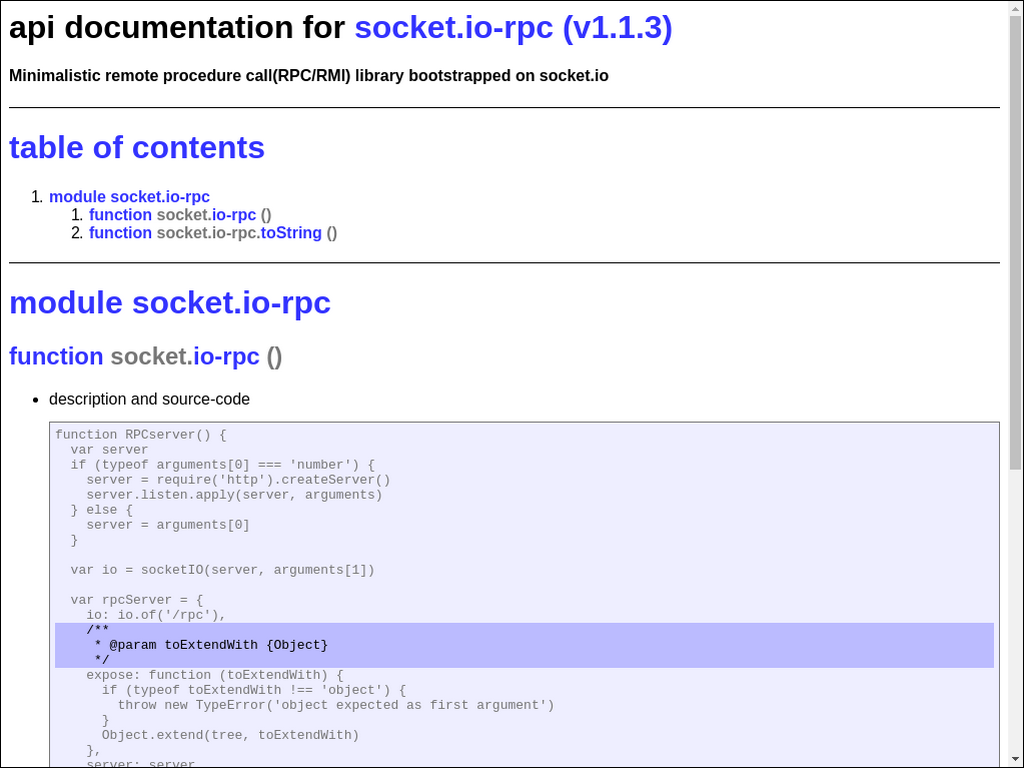 api documentation for socket.io-rpc (v1.1.3)
Minimalistic remote procedure call(RPC/RMI) library bootstrapped on socket.io
table of contents
1. module socket.io-rpc
1. function socket.io-rpc ()
2. function socket.io-rpc.toString ()
module socket.io-rpc
function socket.io-rpc ()
• description and source-code
function RPCserver() {
  var server
  if (typeof arguments[0] === 'number') {
    server = require('http').createServer()
    server.listen.apply(server, arguments)
  } else {
    server = arguments[0]
  }
  var io = socketIO(server, arguments[1])
  var rpcServer = {
    io: io.of('/rpc'),
    /**
     * @param toExtendWith {Object}
     */
    expose: function (toExtendWith) {
      if (typeof toExtendWith !== 'object') {
        throw new TypeError('object expected as first argument')
      }
      Object.extend(tree, toExtendWith)
    },
    server: server